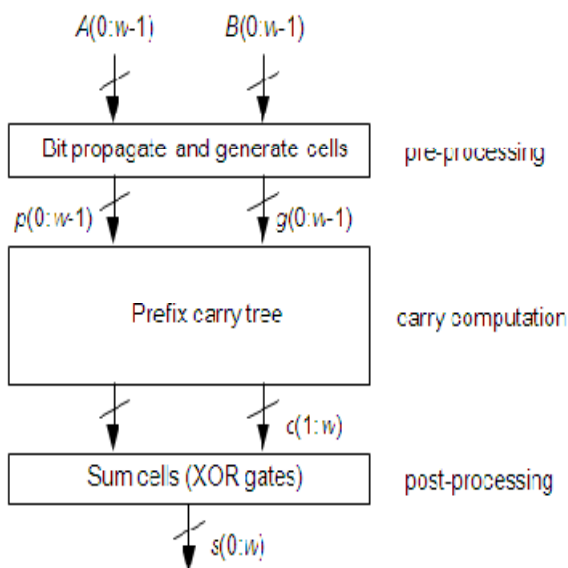 A(0:w-1) B(0:w-1)
Bit propagate and generate cells pre-processing
p(0:w-1) g(0:w-1)
Prefix carry tree carry computation
c(1:w)
Sum cells (XOR gates) post-processing
s(0:w)